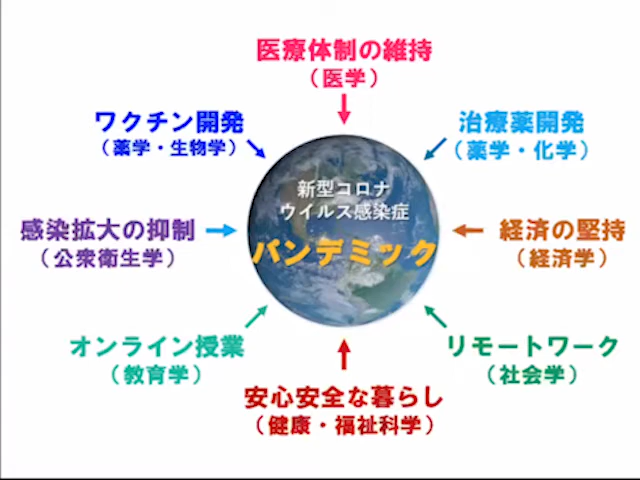 医療体制の維持
（医学）
ワクチン開発
（薬学・生物学）
治療薬開発
（薬学・化学）
新型コロナ
ウイルス感染症
パンデミック
感染拡大の抑制
（公衆衛生学）
経済の堅持
（経済学）
オンライン授業
（教育学）
リモートワーク
（社会学）
安心安全な暮らし
（健康・福祉科学）